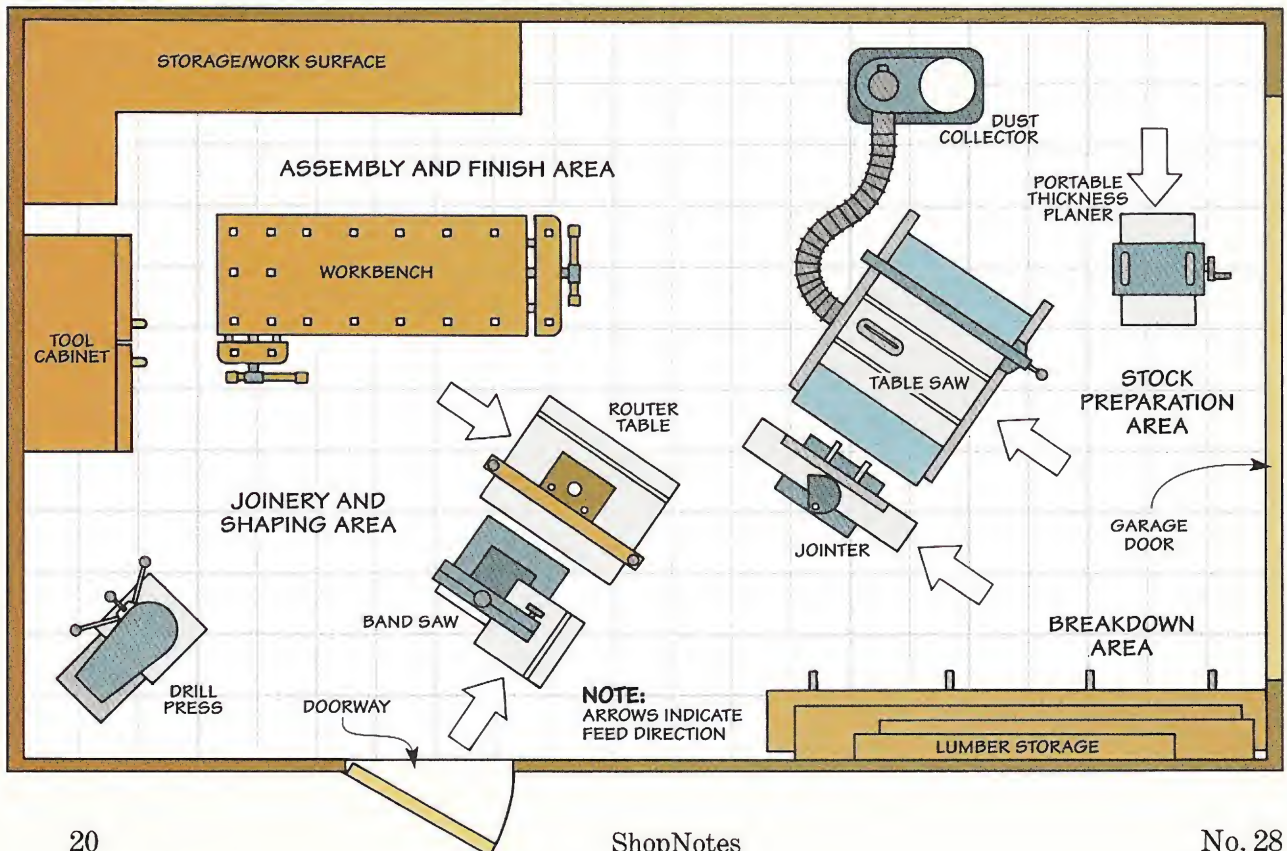 STORAGE/WORK SURFACE
DUST
COLLECTOR
ASSEMBLY AND FINISH AREA
PORTABLE
THICKNESS
PLANER
WORKBENCH
TOOL
CABINET
TABLE SAW
STOCK
PREPARATION
AREA
ROUTER
TABLE
JOINERY AND
SHAPING AREA
GARAGE
DOOR
JOINTER
BAND SAW
BREAKDOWN
AREA
DRILL
PRESS
DOORWAY
NOTE:
ARROWS INDICATE
FEED DIRECTION
LUMBER STORAGE
20
ShopNotes
No. 28